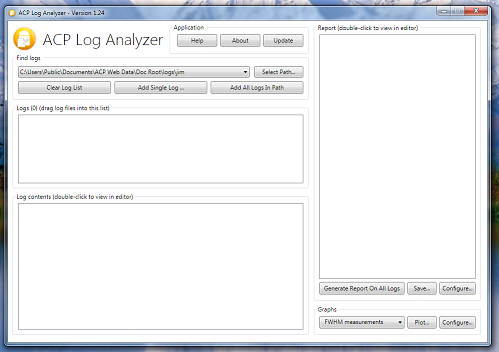 ACP Log Analyzer - Version 1.24
ACP Log Analyzer
Application
Help
About
Update
Find logs
C:\Users\Public\Documents\ACP Web Data\Doc Root\logs\jim
Select Path...
Clear Log List
Add Single Log ...
Add All Logs In Path
Logs (0) (drag log files into this list)
Log contents (double-click to view in editor)
Report (double-click to view in editor)
Generate Report On All Logs
Save...
Configure...
Graphs
FWHM measurements
Plot...
Configure...